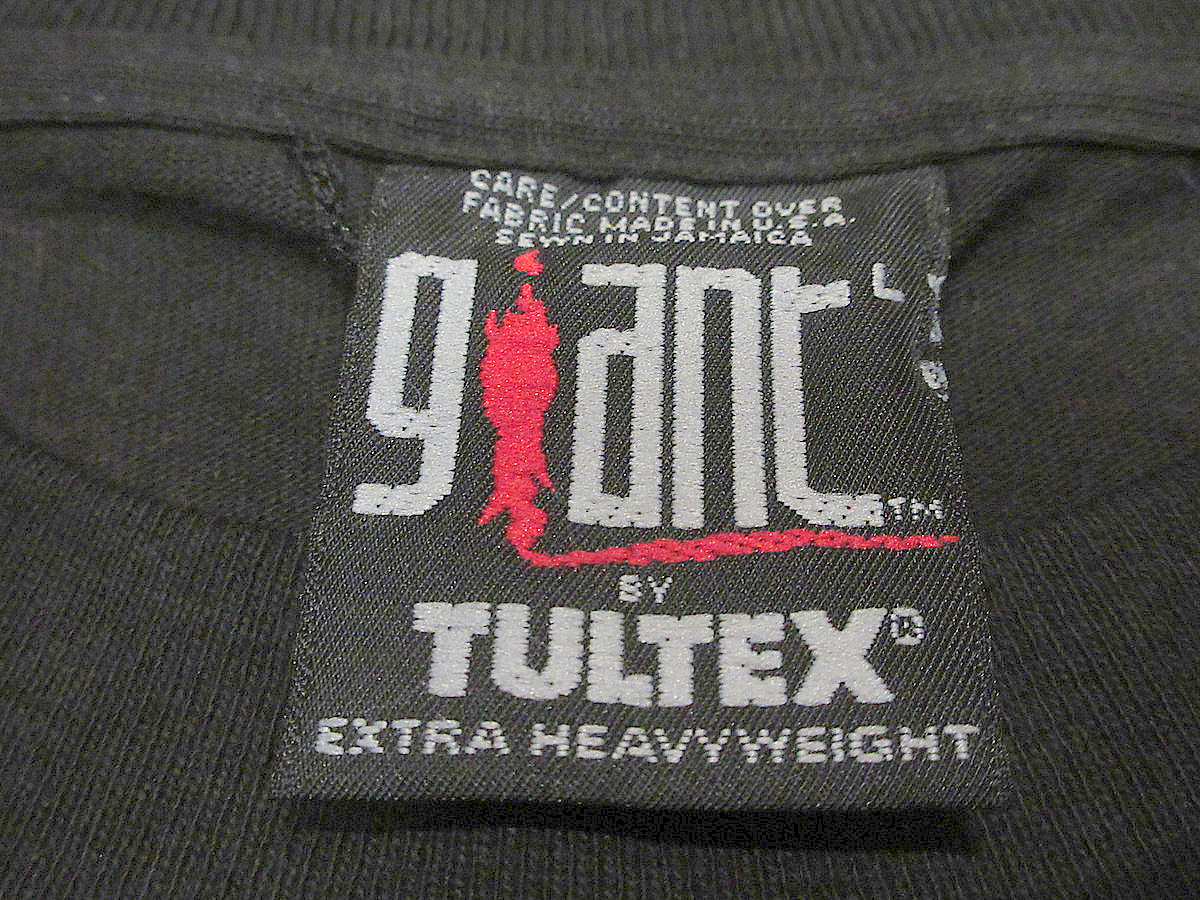 CARE/CONTENT OVER
FABRIC MADE IN U.S.A.
SEWN IN JAMAICA
giant L
TM
BY
TULTEX®
EXTRA HEAVYWEIGHT